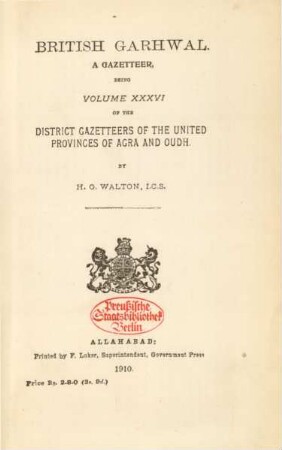 BRITISH GARHWAL.
A GAZETTEER,
BEING
VOLUME XXXVI
OF THE
DISTRICT GAZETTEERS OF THE UNITED
PROVINCES OF AGRA AND OUDH.
BY
H. G. WALTON, I.C.S.
Preußische
Staatsbibliothek
Berlin
ALLAHABAD:
Printed by F. Luker, Superintendent, Government Press
1910.
Price Rs. 2-8-0 (3s. 9d.)